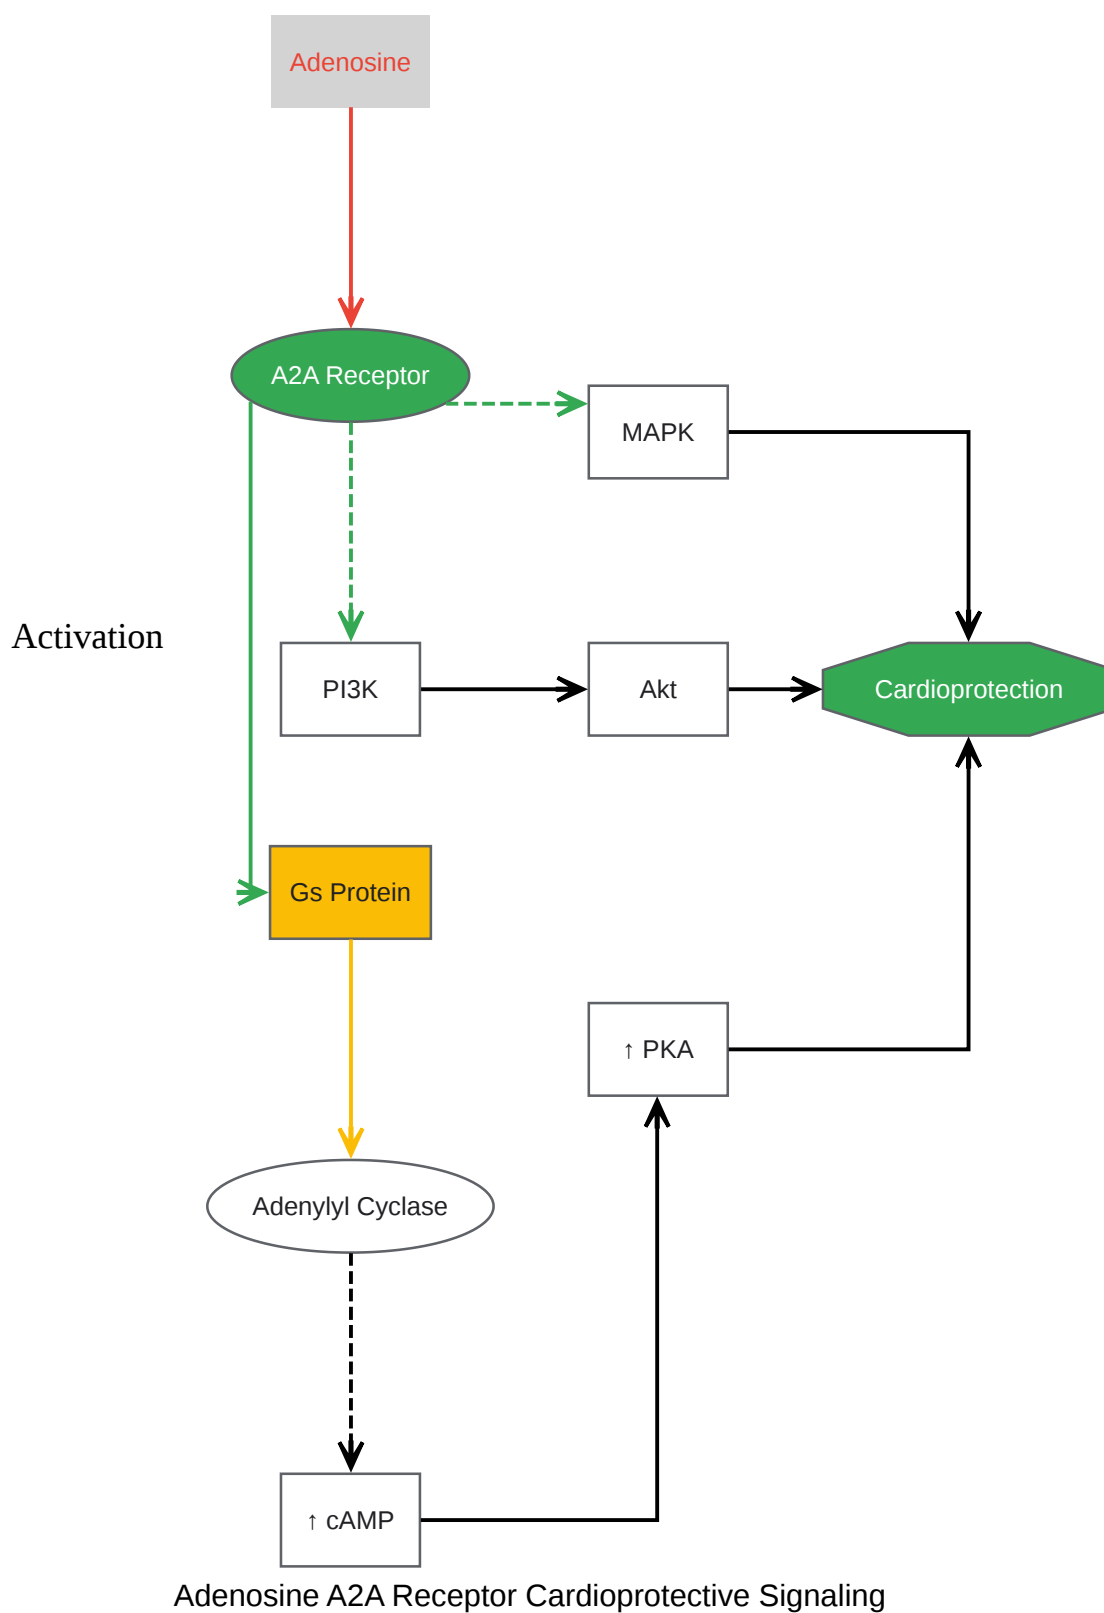 Adenosine
A2A Receptor
MAPK
Activation
PI3K
Akt
Cardioprotection
Gs Protein
↑ PKA
Adenylyl Cyclase
↑ cAMP
Adenosine A2A Receptor Cardioprotective Signaling